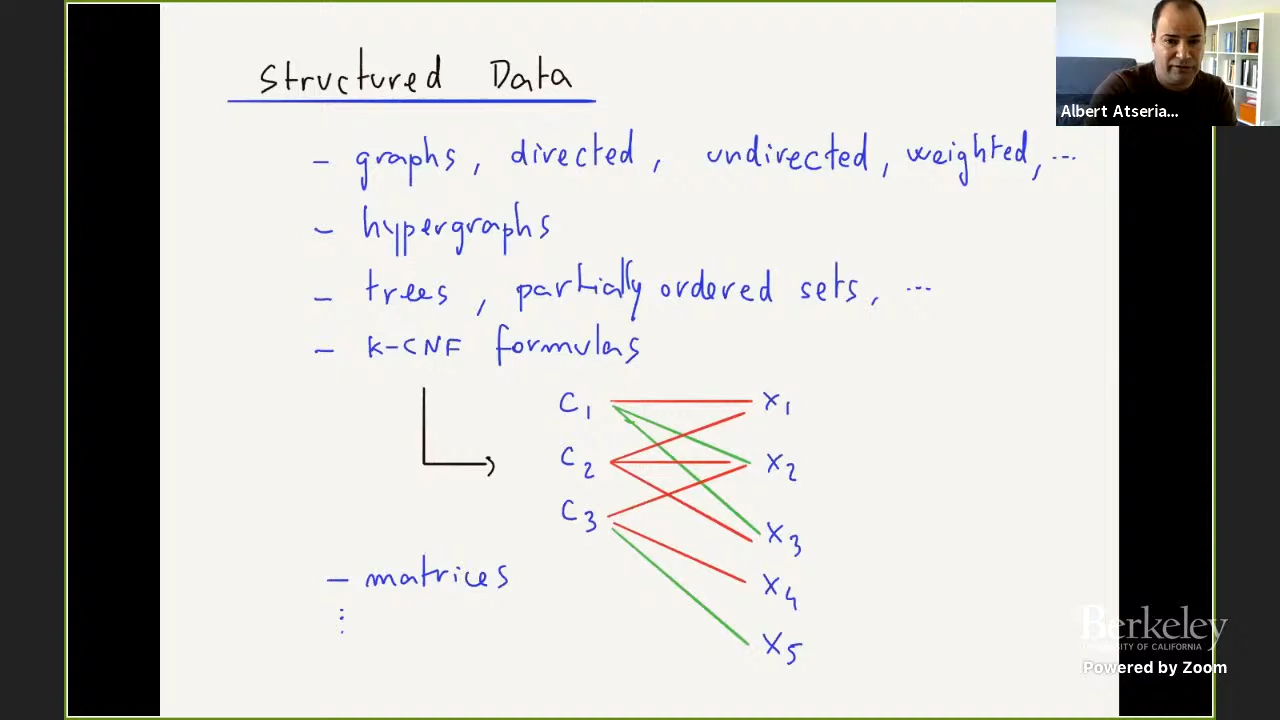 Structured Data
Albert Atseria...
- graphs, directed, undirected, weighted, ...
- hypergraphs
- trees, partially ordered sets, ...
- K-CNF formulas
C1 X1
C2 X2
C3 X3
- matrices X4
⋮ X5
Berkeley
UNIVERSITY OF CALIFORNIA
Powered by Zoom